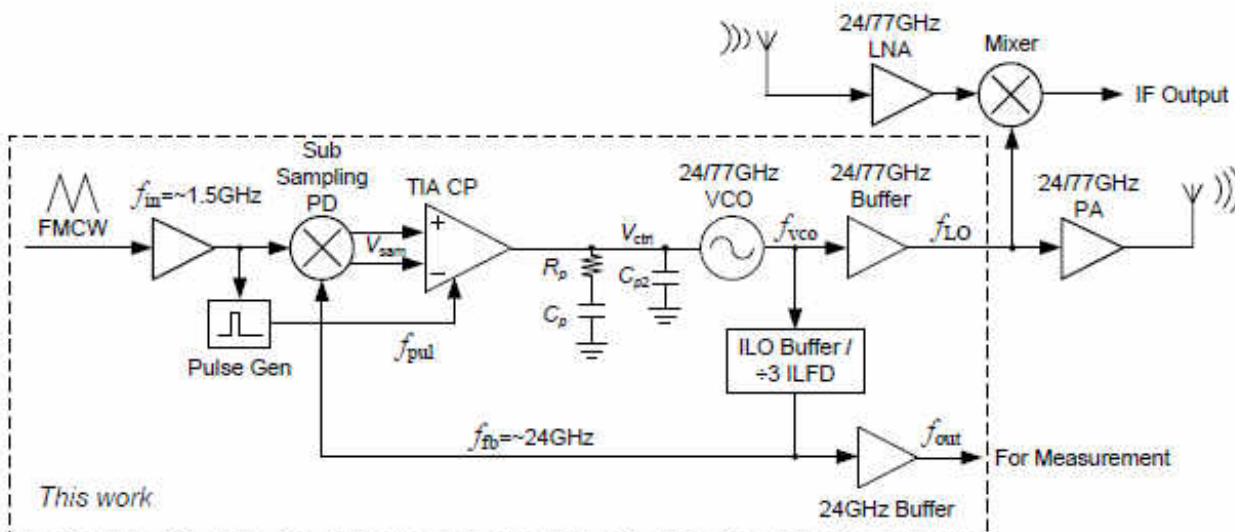 24/77GHz
LNA
Mixer
IF Output
Sub
Sampling
PD
TIA CP
24/77GHz
VCO
24/77GHz
Buffer
24/77GHz
PA
fin=~1.5GHz
FMCW
Vsam
+
−
Vctrl
fvco
fLO
Rp
Cp2
Cp
Pulse Gen
fpul
ILO Buffer /
÷3 ILFD
ffb=~24GHz
fout
For Measurement
24GHz Buffer
This work